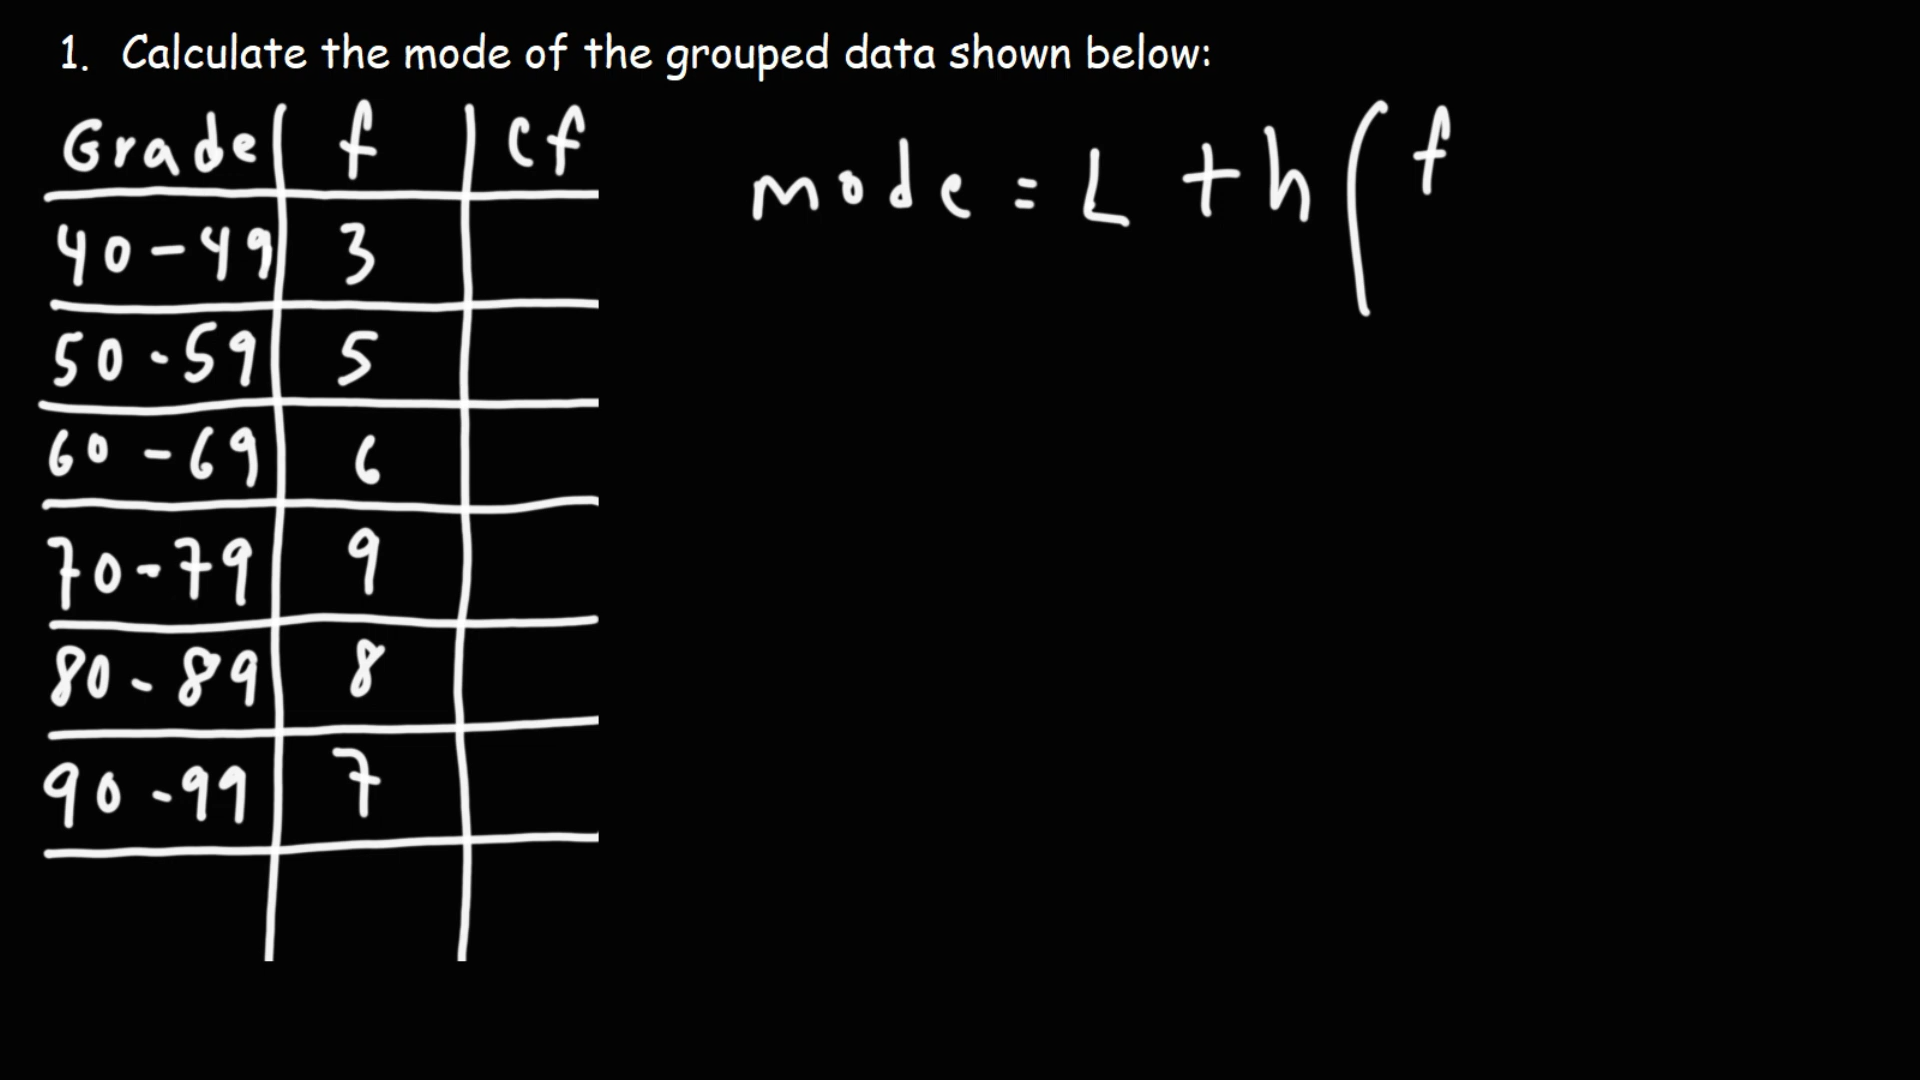 1. Calculate the mode of the grouped data shown below:
Grade f cf
40-49 3
50-59 5
60-69 6
70-79 9
80-89 8
90-99 7
mode = L + h ( f